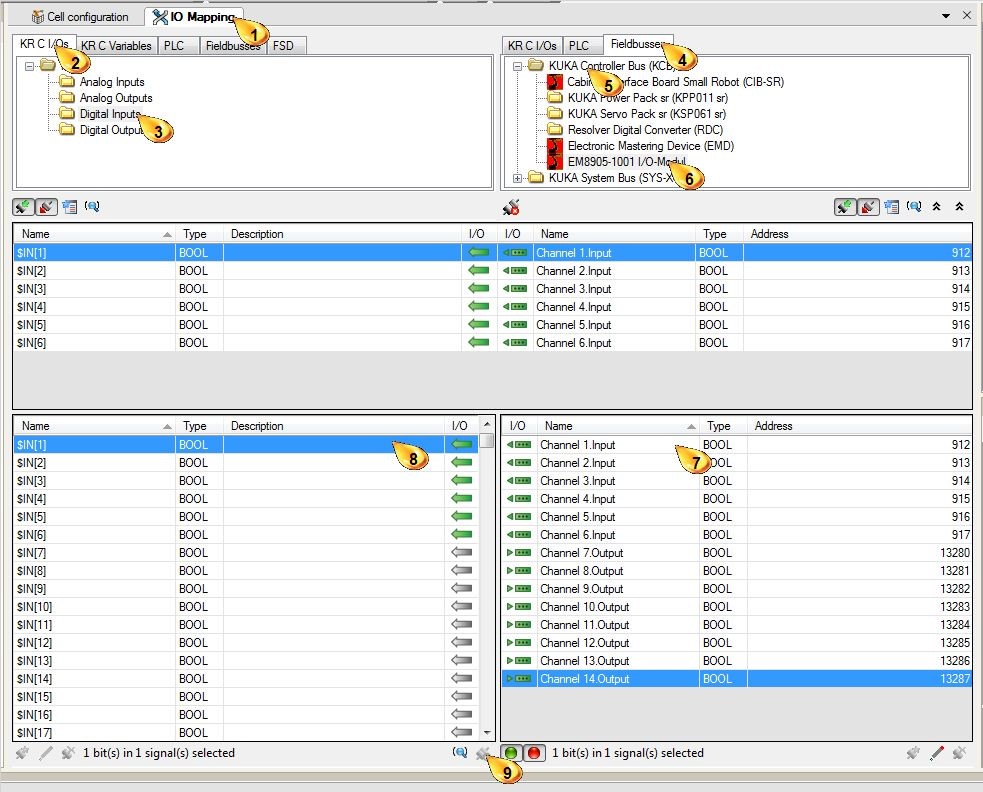 Cell configuration IO Mapping
1
KR C I/Os KR C Variables PLC Fieldbusses FSD
2
Analog Inputs
Analog Outputs
Digital Inputs
Digital Outpu
3
KR C I/Os PLC Fieldbusses
4
KUKA Controller Bus (KCB
5
Cabin erface Board Small Robot (CIB-SR)
KUKA Power Pack sr (KPP011 sr)
KUKA Servo Pack sr (KSP061 sr)
Resolver Digital Converter (RDC)
Electronic Mastering Device (EMD)
EM8905-1001 I/O-Modul
6
KUKA System Bus (SYS-X
Name Type Description I/O I/O Name Type Address
$IN[1] BOOL Channel 1.Input BOOL 912
$IN[2] BOOL Channel 2.Input BOOL 913
$IN[3] BOOL Channel 3.Input BOOL 914
$IN[4] BOOL Channel 4.Input BOOL 915
$IN[5] BOOL Channel 5.Input BOOL 916
$IN[6] BOOL Channel 6.Input BOOL 917
Name Type Description I/O
$IN[1] BOOL
8
$IN[2] BOOL
$IN[3] BOOL
$IN[4] BOOL
$IN[5] BOOL
$IN[6] BOOL
$IN[7] BOOL
$IN[8] BOOL
$IN[9] BOOL
$IN[10] BOOL
$IN[11] BOOL
$IN[12] BOOL
$IN[13] BOOL
$IN[14] BOOL
$IN[15] BOOL
$IN[16] BOOL
$IN[17] BOOL
1 bit(s) in 1 signal(s) selected
9
I/O Name Type Address
Channel 1.Input BOOL 912
7
Channel 2.Input BOOL 913
Channel 3.Input BOOL 914
Channel 4.Input BOOL 915
Channel 5.Input BOOL 916
Channel 6.Input BOOL 917
Channel 7.Output BOOL 13280
Channel 8.Output BOOL 13281
Channel 9.Output BOOL 13282
Channel 10.Output BOOL 13283
Channel 11.Output BOOL 13284
Channel 12.Output BOOL 13285
Channel 13.Output BOOL 13286
Channel 14.Output BOOL 13287
1 bit(s) in 1 signal(s) selected